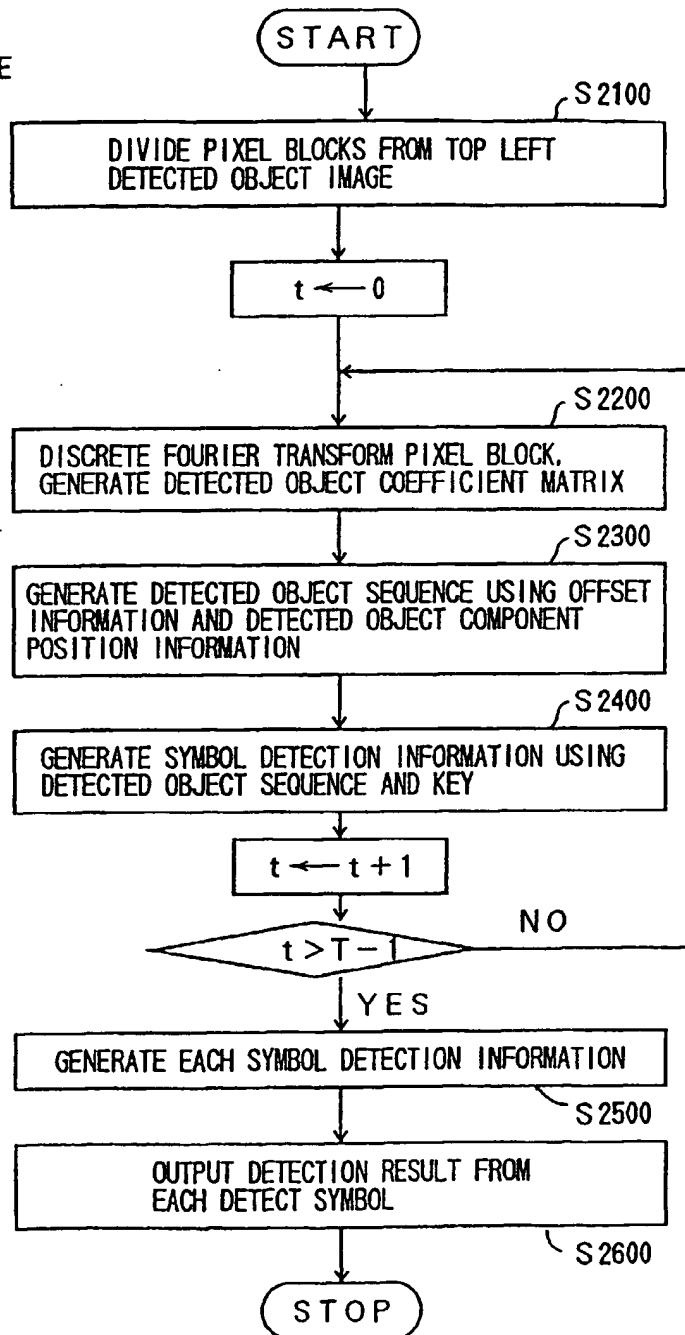 START
E
S2100
DIVIDE PIXEL BLOCKS FROM TOP LEFT
DETECTED OBJECT IMAGE
t ← 0
S2200
DISCRETE FOURIER TRANSFORM PIXEL BLOCK,
GENERATE DETECTED OBJECT COEFFICIENT MATRIX
S2300
GENERATE DETECTED OBJECT SEQUENCE USING OFFSET
INFORMATION AND DETECTED OBJECT COMPONENT
POSITION INFORMATION
S2400
GENERATE SYMBOL DETECTION INFORMATION USING
DETECTED OBJECT SEQUENCE AND KEY
t ← t + 1
NO
t > T - 1
YES
GENERATE EACH SYMBOL DETECTION INFORMATION
S2500
OUTPUT DETECTION RESULT FROM
EACH DETECT SYMBOL
S2600
STOP